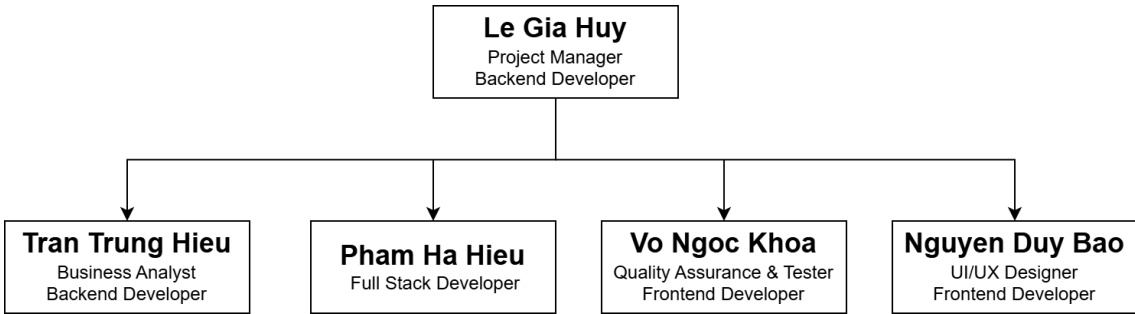 Le Gia Huy
Project Manager
Backend Developer
Tran Trung Hieu
Business Analyst
Backend Developer
Pham Ha Hieu
Full Stack Developer
Vo Ngoc Khoa
Quality Assurance & Tester
Frontend Developer
Nguyen Duy Bao
UI/UX Designer
Frontend Developer